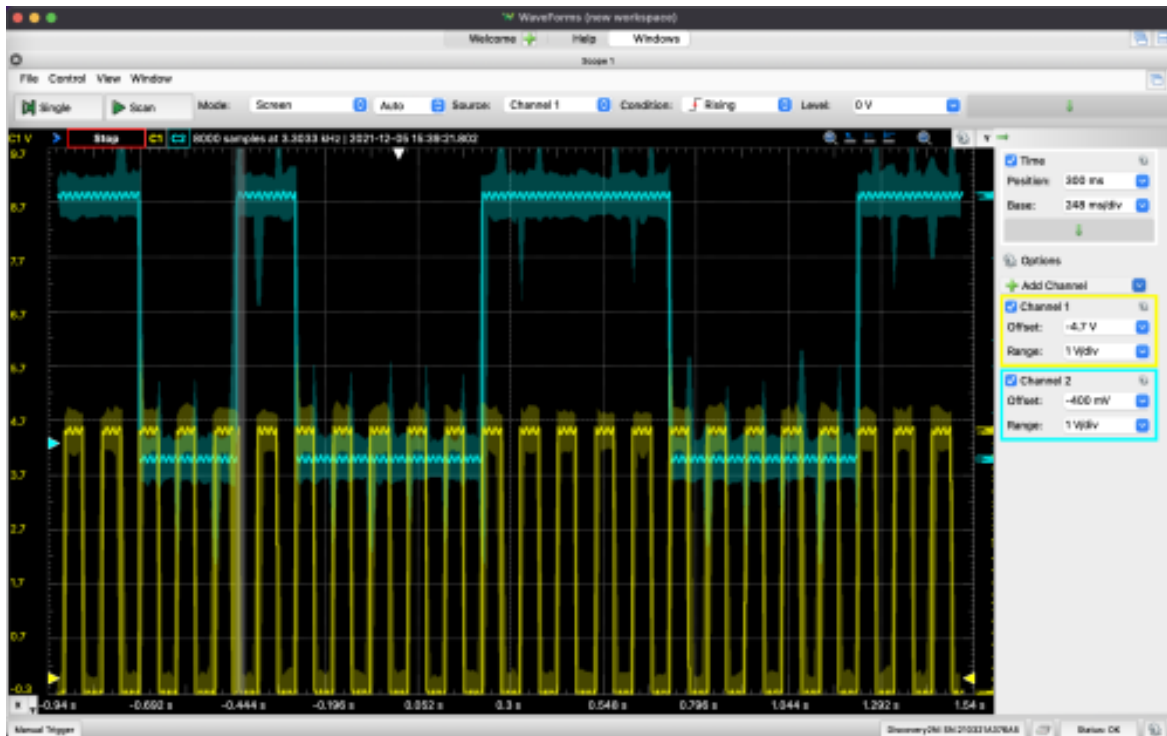 WaveForms (new workspace)
Welcome Help Windows
Scope 1
File Control View Window
Single Scan Mode: Screen Auto Source: Channel 1 Condition: Rising Level: 0 V
C1 V Stop C1 C2 8000 samples at 3.3033 kHz | 2021-12-05 15:39:21.802
Time
Position: 300 ms
Base: 248 ms/div
Options
Add Channel
Channel 1
Offset: -4.7 V
Range: 1 V/div
Channel 2
Offset: -400 mV
Range: 1 V/div
9.7
8.7
7.7
6.7
5.7
4.7
3.7
2.7
1.7
0.7
-0.3
X -0.94 s -0.692 s -0.444 s -0.196 s 0.052 s 0.3 s 0.548 s 0.796 s 1.044 s 1.292 s 1.54 s
Manual Trigger Status: OK